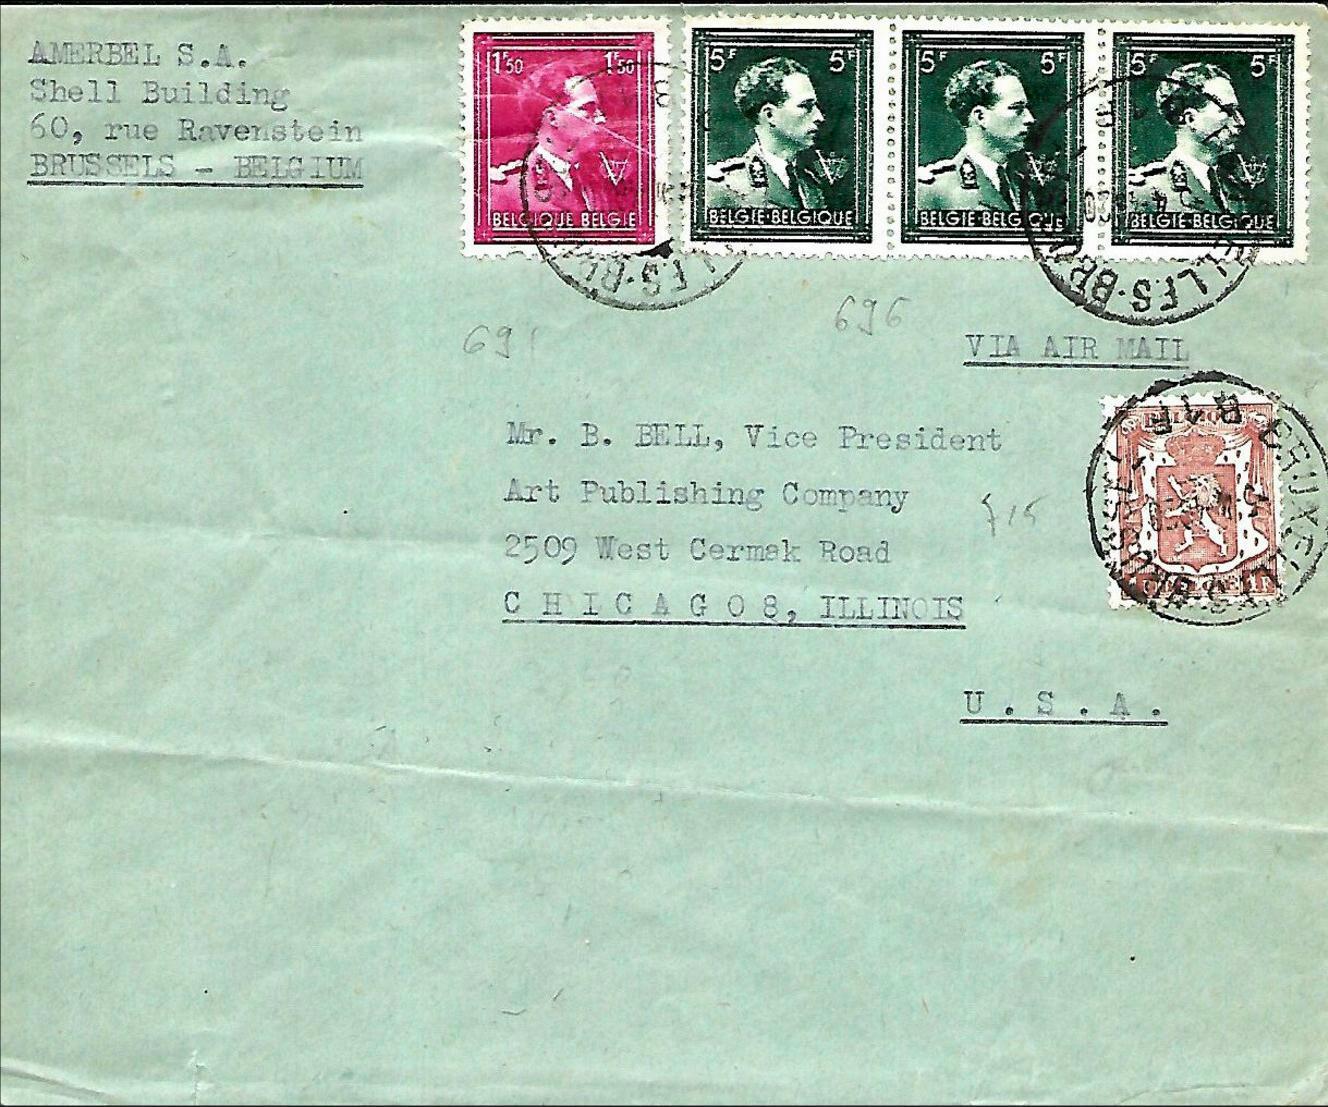 AMERBEL S.A.
Shell Building
60, rue Ravenstein
BRUSSELS - BELGIUM
1F50 1F50
BELGIQUE BELGIE
5F 5F
BELGIE·BELGIQUE
5F 5F
BELGIE·BELGIQUE
5F 5F
BELGIE·BELGIQUE
691
696
VIA AIR MAIL
Mr. B. BELL, Vice President
Art Publishing Company
2509 West Cermak Road
C H I C A G O 8, ILLINOIS
U . S . A .